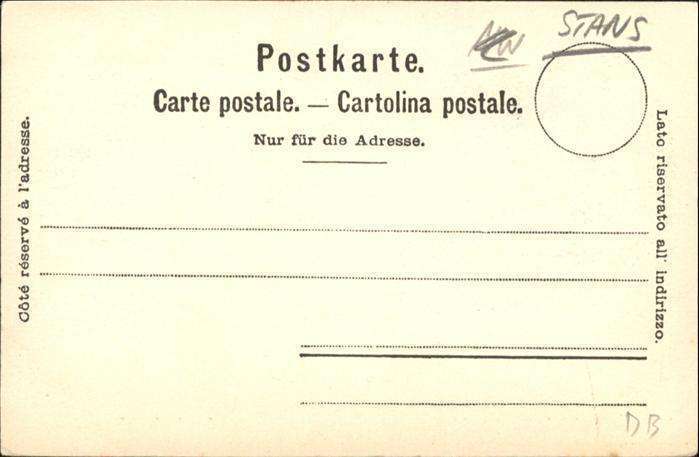 NW STANS
Postkarte.
Carte postale. — Cartolina postale.
Nur für die Adresse.
Côté réservé à l'adresse.
Lato riservato all' indirizzo.
DB